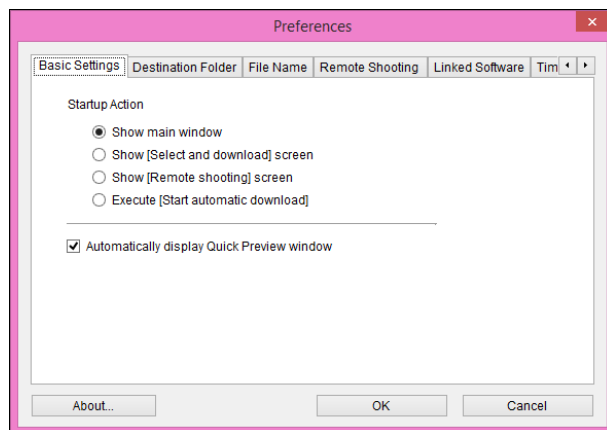 Preferences
Basic Settings Destination Folder File Name Remote Shooting Linked Software Tim
Startup Action
Show main window
Show [Select and download] screen
Show [Remote shooting] screen
Execute [Start automatic download]
Automatically display Quick Preview window
About... OK Cancel